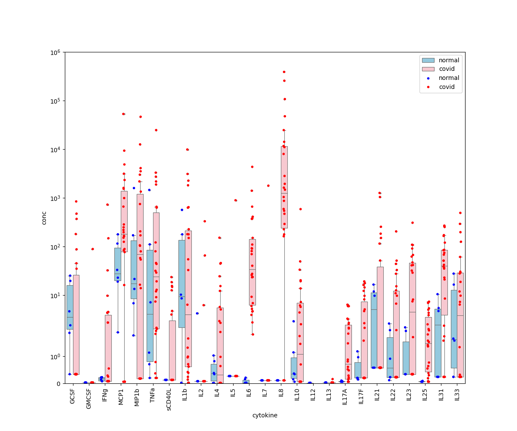 normal
covid
normal
covid
conc
10⁶
10⁵
10⁴
10³
10²
10¹
10⁰
0
GCSF
GMCSF
IFNg
MCP1
MIP1b
TNFa
sCD40L
IL1b
IL2
IL4
IL5
IL6
IL7
IL8
IL10
IL12
IL13
IL17A
IL17F
IL21
IL22
IL23
IL25
IL31
IL33
cytokine